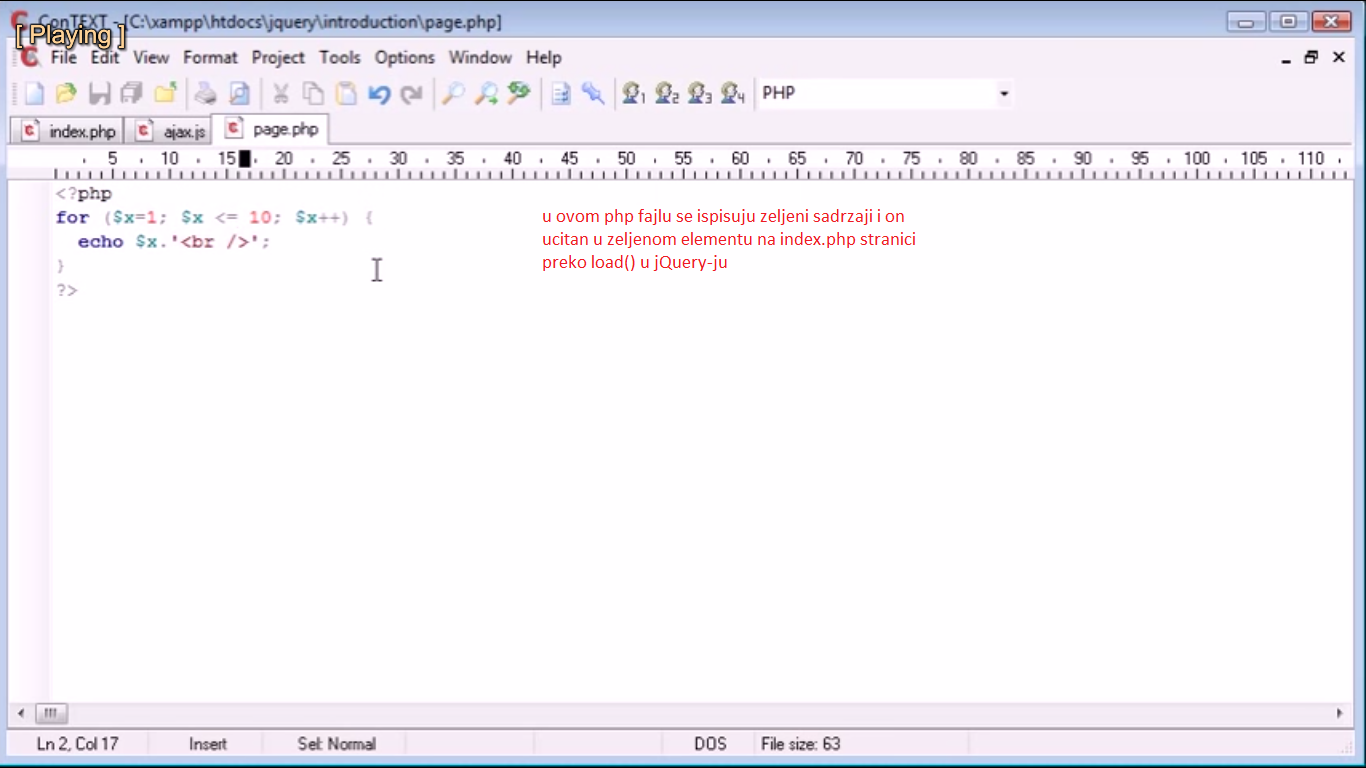 ConTEXT - [C:\xampp\htdocs\jquery\introduction\page.php]
[ Playing ]
File Edit View Format Project Tools Options Window Help
1 2 3 4 PHP
index.php ajax.js page.php
5 10 15 20 25 30 35 40 45 50 55 60 65 70 75 80 85 90 95 100 105 110
<?php
for ($x=1; $x <= 10; $x++) {
echo $x.'<br />';
}
?>
u ovom php fajlu se ispisuju zeljeni sadrzaji i on
ucitan u zeljenom elementu na index.php stranici
preko load() u jQuery-ju
Ln 2, Col 17 Insert Sel: Normal DOS File size: 63